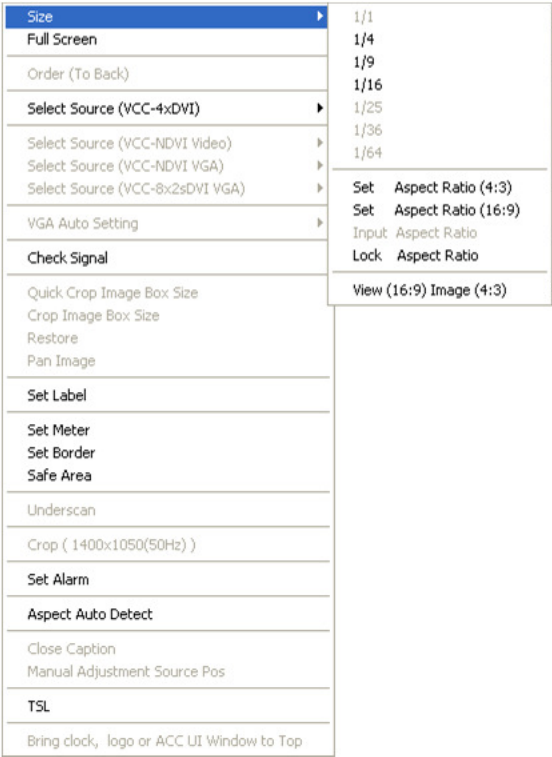 Size
Full Screen
Order (To Back)
Select Source (VCC-4xDVI)
Select Source (VCC-NDVI Video)
Select Source (VCC-NDVI VGA)
Select Source (VCC-8x2sDVI VGA)
VGA Auto Setting
Check Signal
Quick Crop Image Box Size
Crop Image Box Size
Restore
Pan Image
Set Label
Set Meter
Set Border
Safe Area
Underscan
Crop ( 1400x1050(50Hz) )
Set Alarm
Aspect Auto Detect
Close Caption
Manual Adjustment Source Pos
TSL
Bring clock, logo or ACC UI Window to Top
1/1
1/4
1/9
1/16
1/25
1/36
1/64
Set Aspect Ratio (4:3)
Set Aspect Ratio (16:9)
Input Aspect Ratio
Lock Aspect Ratio
View (16:9) Image (4:3)